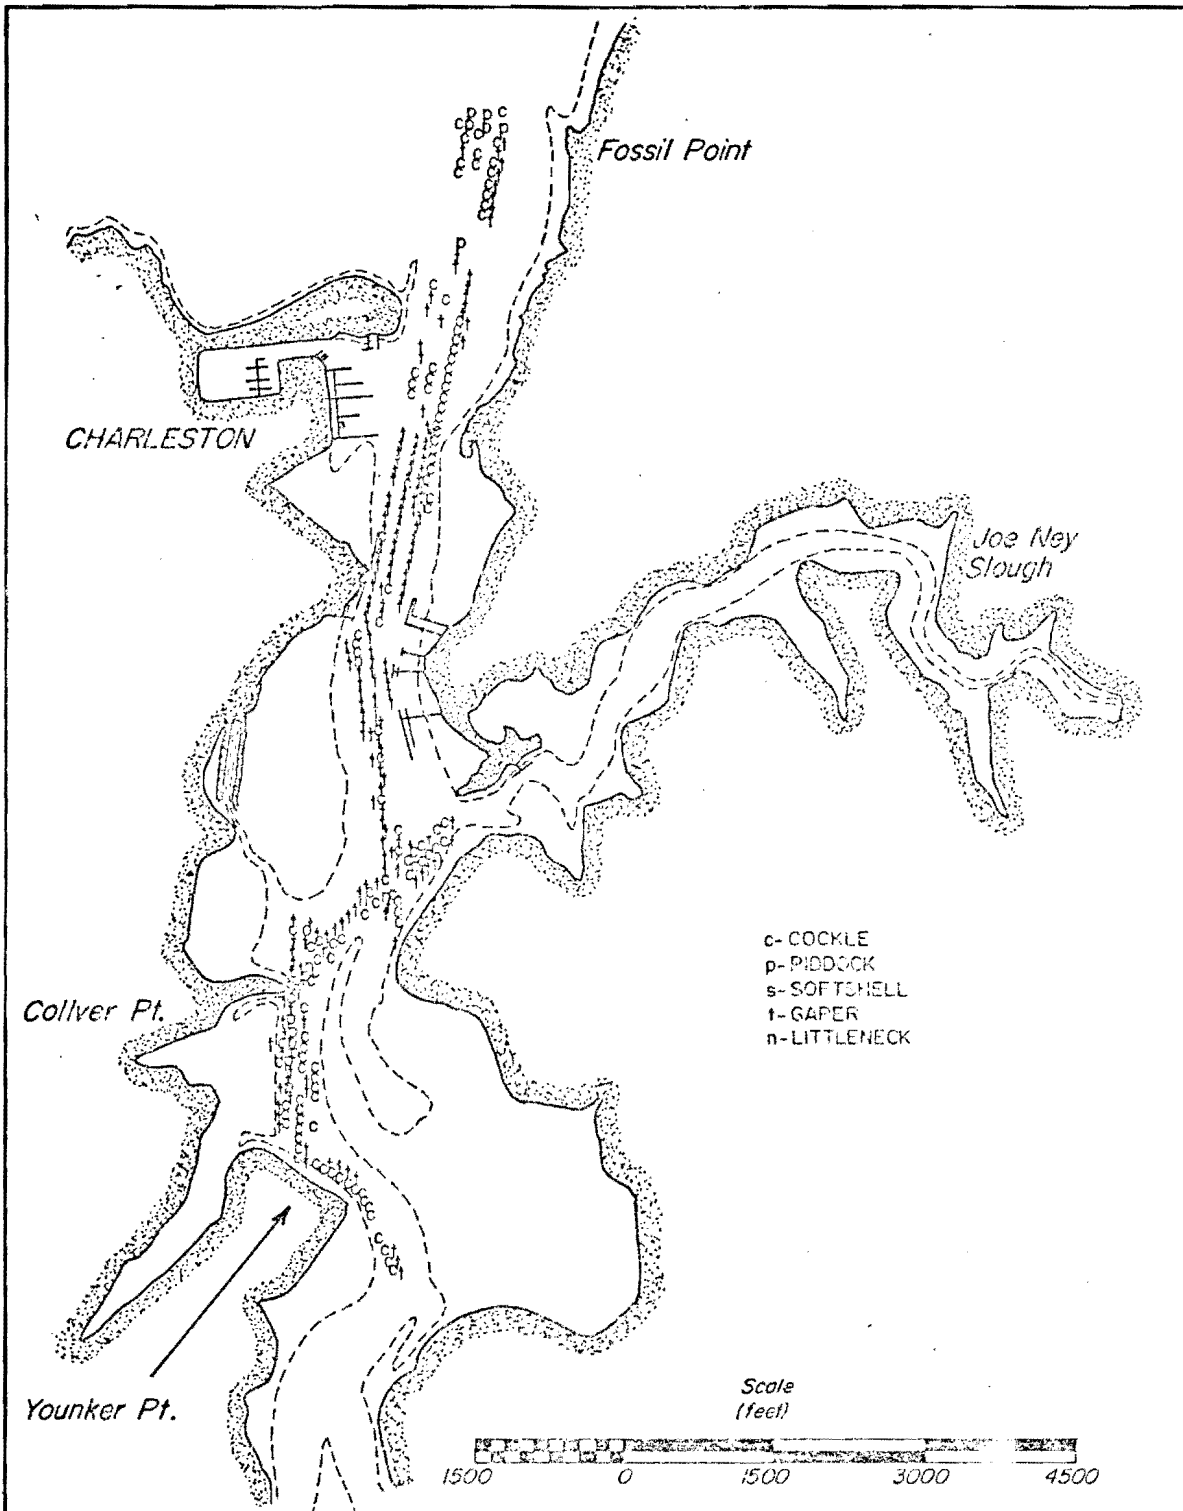 Fossil Point
CHARLESTON
Joe Ney
Slough
c- COCKLE
p- PIDDOCK
s- SOFTSHELL
t- GAPER
n- LITTLENECK
Collver Pt.
Younker Pt.
Scale
(feet)
1500 0 1500 3000 4500